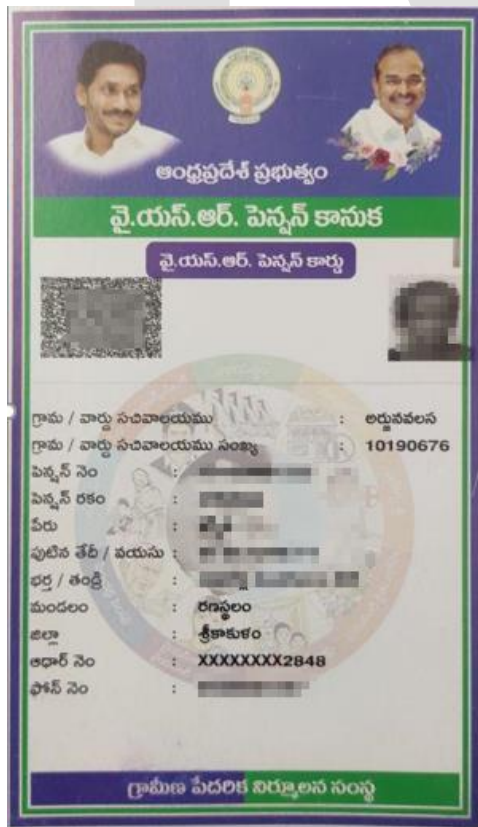 ఆంధ్రప్రదేశ్ ప్రభుత్వం
వై.యస్.ఆర్. పెన్షన్ కానుక
వై.యస్.ఆర్. పెన్షన్ కార్డు
గ్రామ / వార్డు సచివాలయము : అర్జునవలస
గ్రామ / వార్డు సచివాలయము సంఖ్య : 10190676
పెన్షన్ నెం :
పెన్షన్ రకం :
పేరు :
పుటిన తేదీ / వయసు :
భర్త / తండ్రి :
మండలం : రణస్థలం
జిల్లా : శ్రీకాకుళం
ఆధార్ నెం : XXXXXXXX2848
ఫోన్ నెం :
గ్రామీణ పేదరిక నిర్మూలన సంస్థ